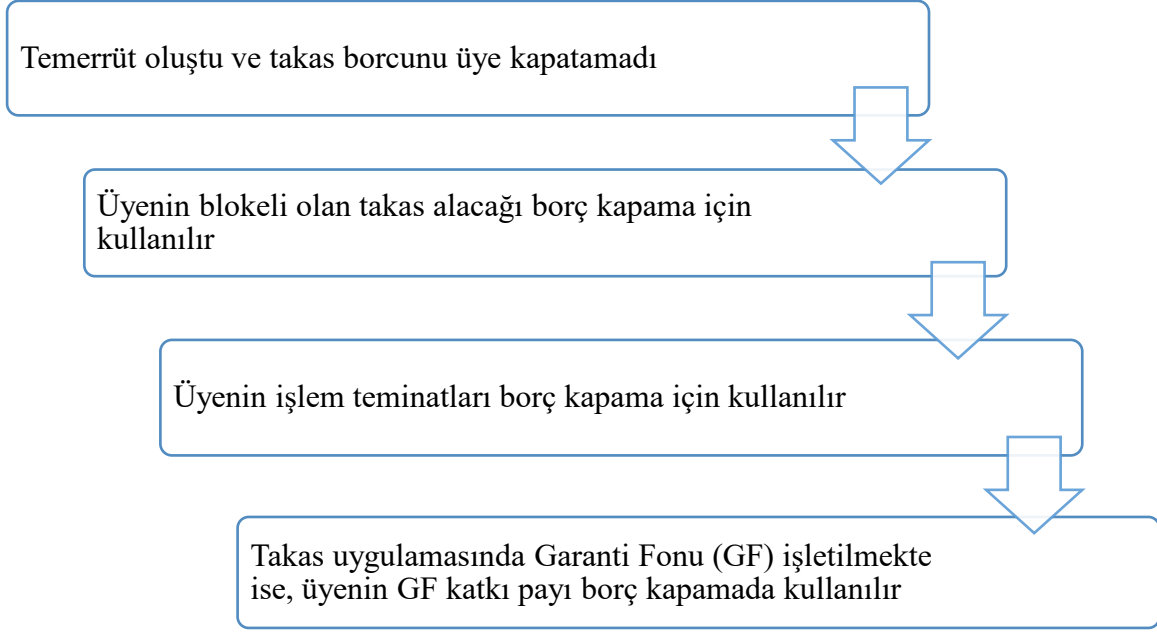 Temerrüt oluştu ve takas borcunu üye kapatamadı
Üyenin blokeli olan takas alacağı borç kapama için
kullanılır
Üyenin işlem teminatları borç kapama için kullanılır
Takas uygulamasında Garanti Fonu (GF) işletilmekte
ise, üyenin GF katkı payı borç kapamada kullanılır